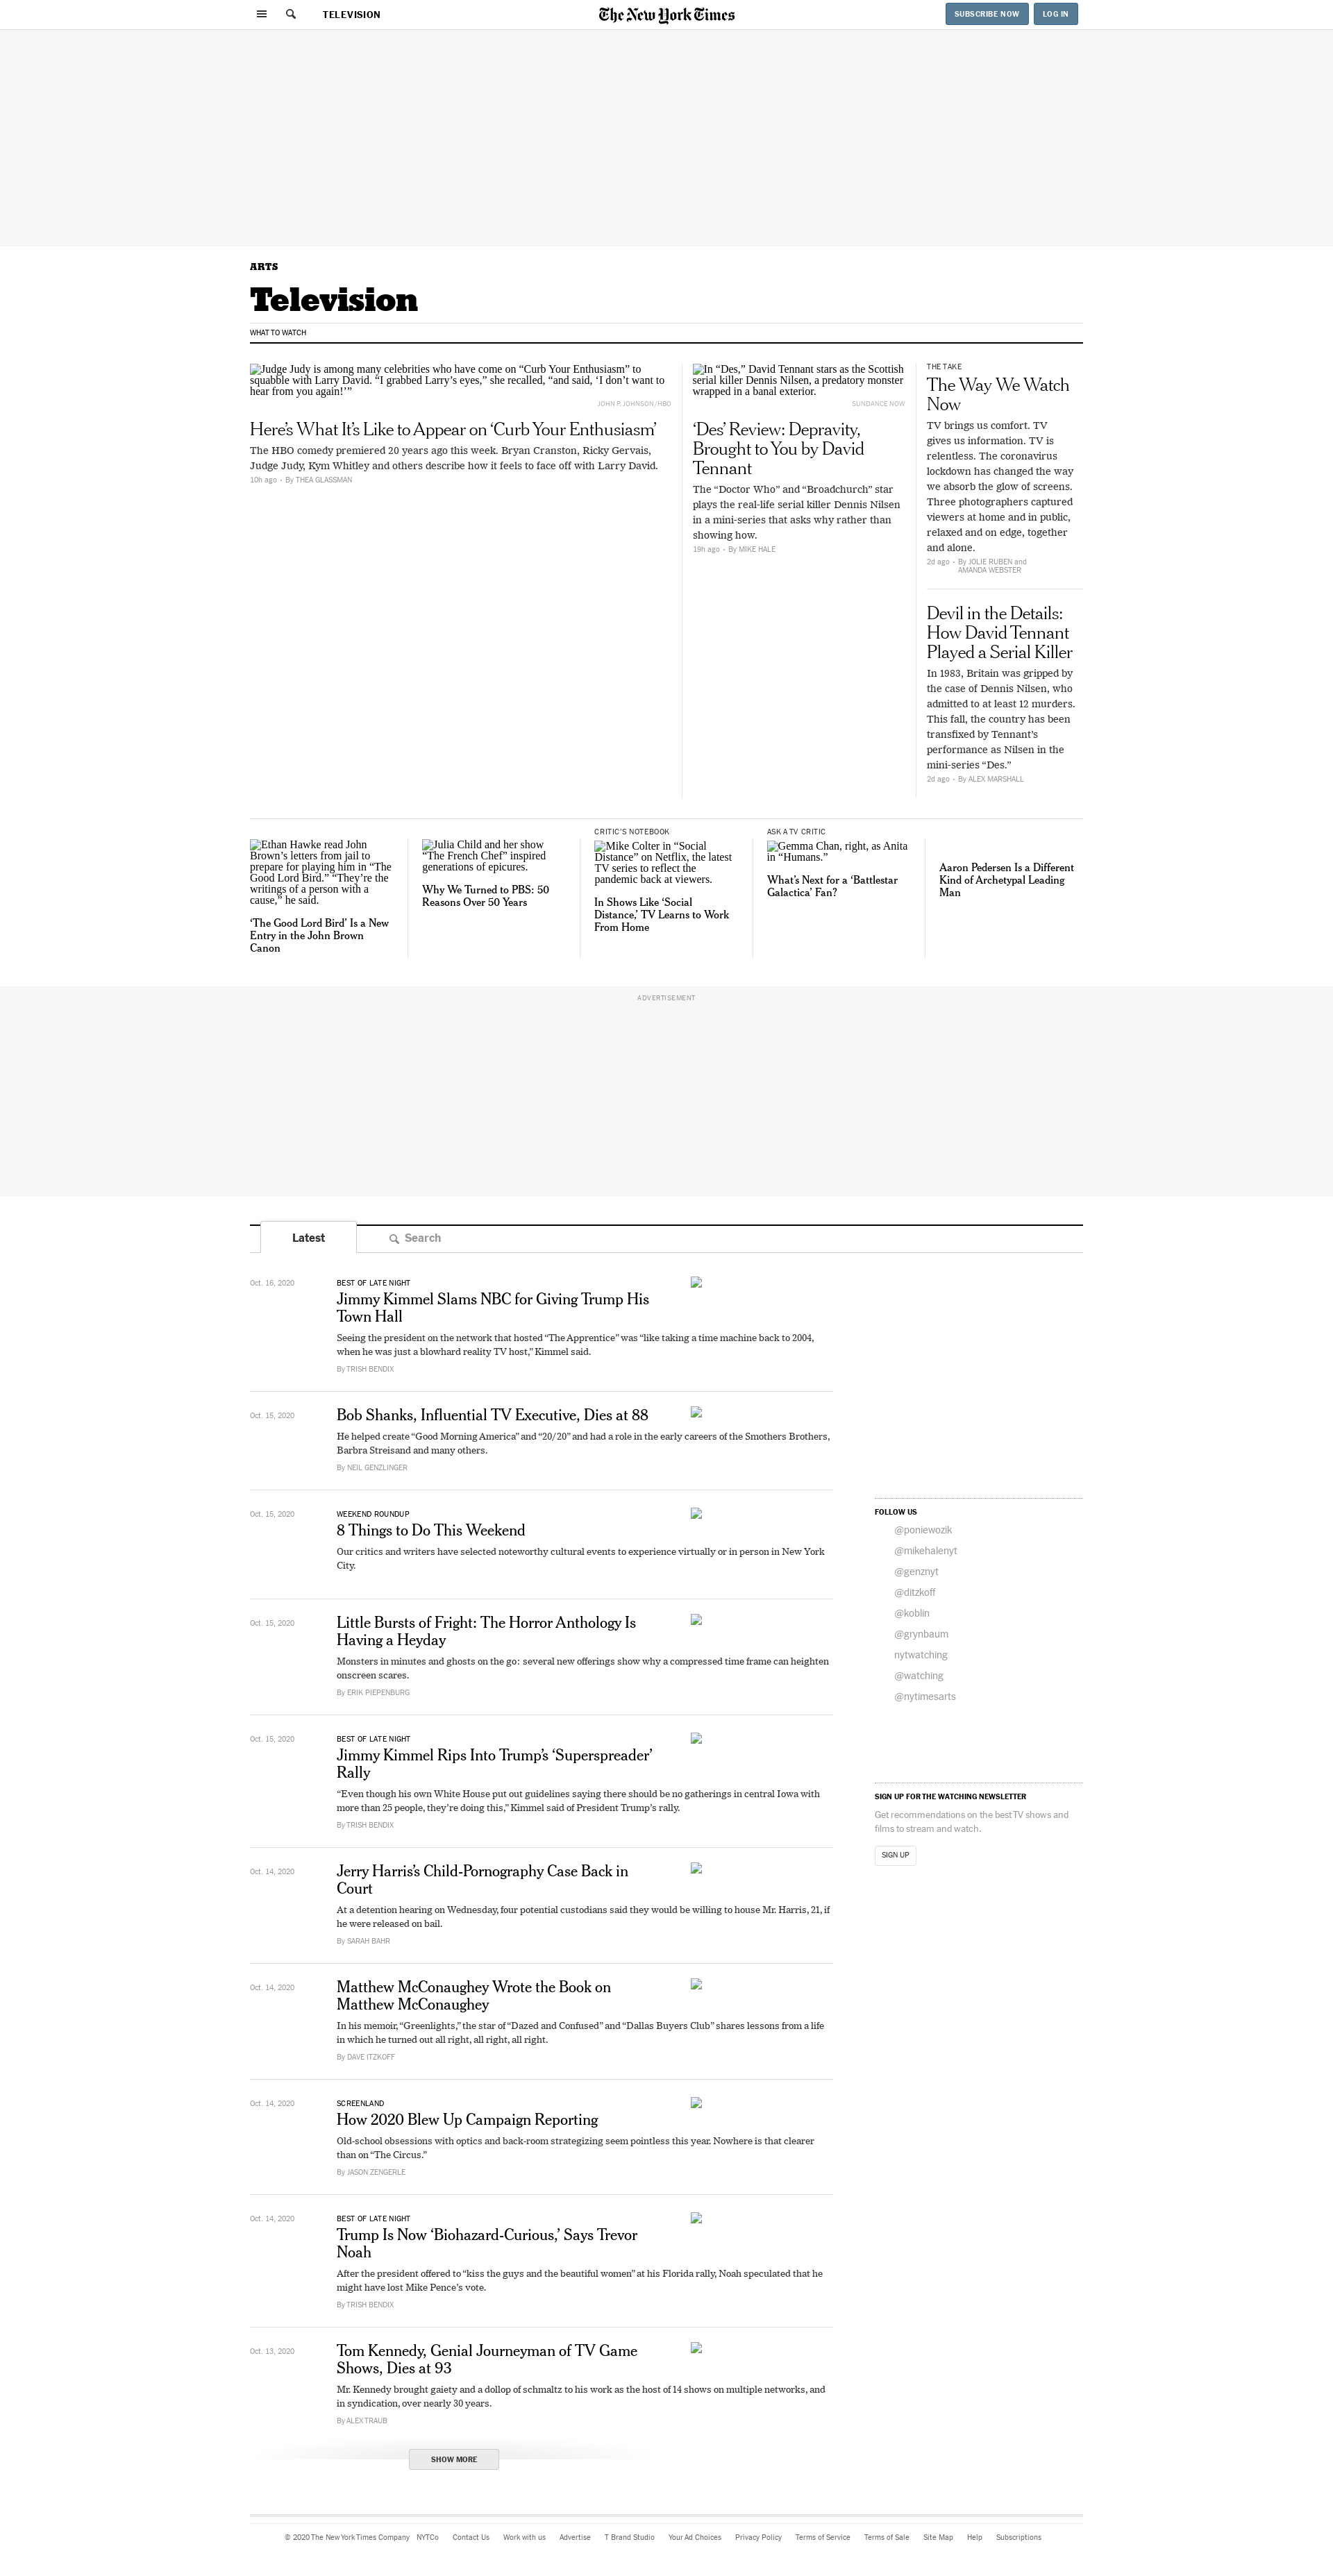 TELEVISION
The New York Times
SUBSCRIBE NOW
LOG IN
ARTS
Television
WHAT TO WATCH
Judge Judy is among many celebrities who have come on “Curb Your Enthusiasm” to
squabble with Larry David. “I grabbed Larry’s eyes,” she recalled, “and said, ‘I don’t want to
hear from you again!’”
JOHN P. JOHNSON/HBO
Here’s What It’s Like to Appear on ‘Curb Your Enthusiasm’
The HBO comedy premiered 20 years ago this week. Bryan Cranston, Ricky Gervais,
Judge Judy, Kym Whitley and others describe how it feels to face off with Larry David.
10h ago • By THEA GLASSMAN
In “Des,” David Tennant stars as the Scottish
serial killer Dennis Nilsen, a predatory monster
wrapped in a banal exterior.
SUNDANCE NOW
‘Des’ Review: Depravity,
Brought to You by David
Tennant
The “Doctor Who” and “Broadchurch” star
plays the real-life serial killer Dennis Nilsen
in a mini-series that asks why rather than
showing how.
19h ago • By MIKE HALE
THE TAKE
The Way We Watch
Now
TV brings us comfort. TV
gives us information. TV is
relentless. The coronavirus
lockdown has changed the way
we absorb the glow of screens.
Three photographers captured
viewers at home and in public,
relaxed and on edge, together
and alone.
2d ago • By JOLIE RUBEN and
AMANDA WEBSTER
Devil in the Details:
How David Tennant
Played a Serial Killer
In 1983, Britain was gripped by
the case of Dennis Nilsen, who
admitted to at least 12 murders.
This fall, the country has been
transfixed by Tennant’s
performance as Nilsen in the
mini-series “Des.”
2d ago • By ALEX MARSHALL
Ethan Hawke read John
Brown’s letters from jail to
prepare for playing him in “The
Good Lord Bird.” “They’re the
writings of a person with a
cause,” he said.
‘The Good Lord Bird’ Is a New
Entry in the John Brown
Canon
Julia Child and her show
“The French Chef” inspired
generations of epicures.
Why We Turned to PBS: 50
Reasons Over 50 Years
CRITIC’S NOTEBOOK
Mike Colter in “Social
Distance” on Netflix, the latest
TV series to reflect the
pandemic back at viewers.
In Shows Like ‘Social
Distance,’ TV Learns to Work
From Home
ASK A TV CRITIC
Gemma Chan, right, as Anita
in “Humans.”
What’s Next for a ‘Battlestar
Galactica’ Fan?
Aaron Pedersen Is a Different
Kind of Archetypal Leading
Man
ADVERTISEMENT
Latest
Search
Oct. 16, 2020
BEST OF LATE NIGHT
Jimmy Kimmel Slams NBC for Giving Trump His
Town Hall
Seeing the president on the network that hosted “The Apprentice” was “like taking a time machine back to 2004,
when he was just a blowhard reality TV host,” Kimmel said.
By TRISH BENDIX
Oct. 15, 2020
Bob Shanks, Influential TV Executive, Dies at 88
He helped create “Good Morning America” and “20/20” and had a role in the early careers of the Smothers Brothers,
Barbra Streisand and many others.
By NEIL GENZLINGER
Oct. 15, 2020
WEEKEND ROUNDUP
8 Things to Do This Weekend
Our critics and writers have selected noteworthy cultural events to experience virtually or in person in New York
City.
Oct. 15, 2020
Little Bursts of Fright: The Horror Anthology Is
Having a Heyday
Monsters in minutes and ghosts on the go: several new offerings show why a compressed time frame can heighten
onscreen scares.
By ERIK PIEPENBURG
Oct. 15, 2020
BEST OF LATE NIGHT
Jimmy Kimmel Rips Into Trump’s ‘Superspreader’
Rally
“Even though his own White House put out guidelines saying there should be no gatherings in central Iowa with
more than 25 people, they’re doing this,” Kimmel said of President Trump’s rally.
By TRISH BENDIX
Oct. 14, 2020
Jerry Harris’s Child-Pornography Case Back in
Court
At a detention hearing on Wednesday, four potential custodians said they would be willing to house Mr. Harris, 21, if
he were released on bail.
By SARAH BAHR
Oct. 14, 2020
Matthew McConaughey Wrote the Book on
Matthew McConaughey
In his memoir, “Greenlights,” the star of “Dazed and Confused” and “Dallas Buyers Club” shares lessons from a life
in which he turned out all right, all right, all right.
By DAVE ITZKOFF
Oct. 14, 2020
SCREENLAND
How 2020 Blew Up Campaign Reporting
Old-school obsessions with optics and back-room strategizing seem pointless this year. Nowhere is that clearer
than on “The Circus.”
By JASON ZENGERLE
Oct. 14, 2020
BEST OF LATE NIGHT
Trump Is Now ‘Biohazard-Curious,’ Says Trevor
Noah
After the president offered to “kiss the guys and the beautiful women” at his Florida rally, Noah speculated that he
might have lost Mike Pence’s vote.
By TRISH BENDIX
Oct. 13, 2020
Tom Kennedy, Genial Journeyman of TV Game
Shows, Dies at 93
Mr. Kennedy brought gaiety and a dollop of schmaltz to his work as the host of 14 shows on multiple networks, and
in syndication, over nearly 30 years.
By ALEX TRAUB
SHOW MORE
FOLLOW US
@poniewozik
@mikehalenyt
@genznyt
@ditzkoff
@koblin
@grynbaum
nytwatching
@watching
@nytimesarts
SIGN UP FOR THE WATCHING NEWSLETTER
Get recommendations on the best TV shows and
films to stream and watch.
SIGN UP
© 2020 The New York Times Company NYTCo Contact Us Work with us Advertise T Brand Studio Your Ad Choices Privacy Policy Terms of Service Terms of Sale Site Map Help Subscriptions